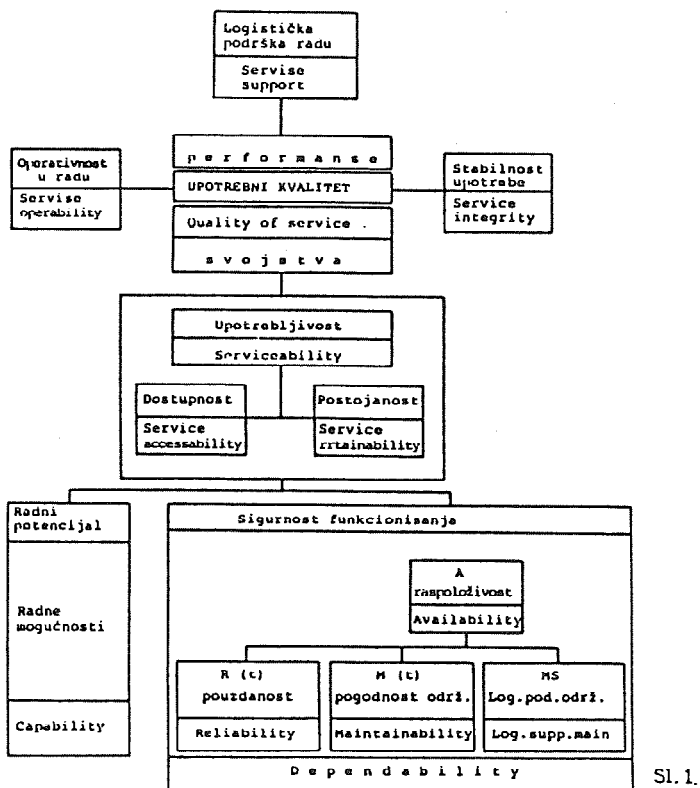 Logistička
podrška radu
Servise
support
Operativnost
u radu
Servise
operability
performanse
UPOTREBNI KVALITET
Quality of service .
svojstva
Stabilnost
upotrebe
Service
integrity
Upotrebljivost
Serviceability
Dostupnost
Service
accessability
Postojanost
Service
rrtainability
Radni
potencijal
Radne
mogućnosti
Capability
Sigurnost funkcionisanja
A
raspoloživost
Availability
R (t)
pouzdanost
Reliability
M (t)
pogodnost održ.
Maintainability
MS
Log.pod.održ.
Log.supp.main
Dependability
Sl.1.